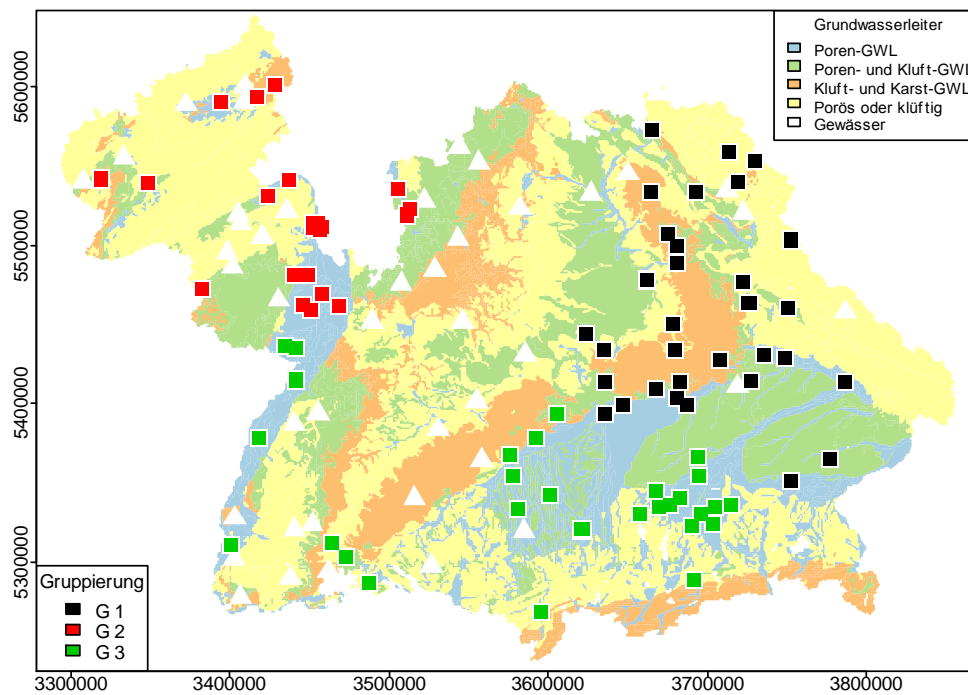 Grundwasserleiter
Poren-GWL
Poren- und Kluft-GWL
Kluft- und Karst-GWL
Porös oder klüftig
Gewässer
5600000
5500000
5400000
5300000
Gruppierung
G 1
G 2
G 3
3300000 3400000 3500000 3600000 3700000 3800000